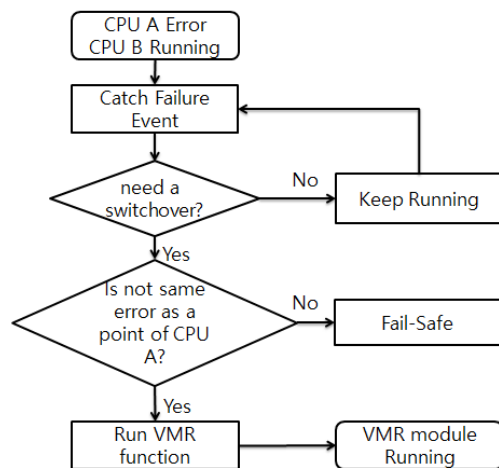 CPU A Error
CPU B Running
Catch Failure
Event
need a
switchover?
No
Keep Running
Yes
Is not same
error as a
point of CPU
A?
No
Fail-Safe
Yes
Run VMR
function
VMR module
Running